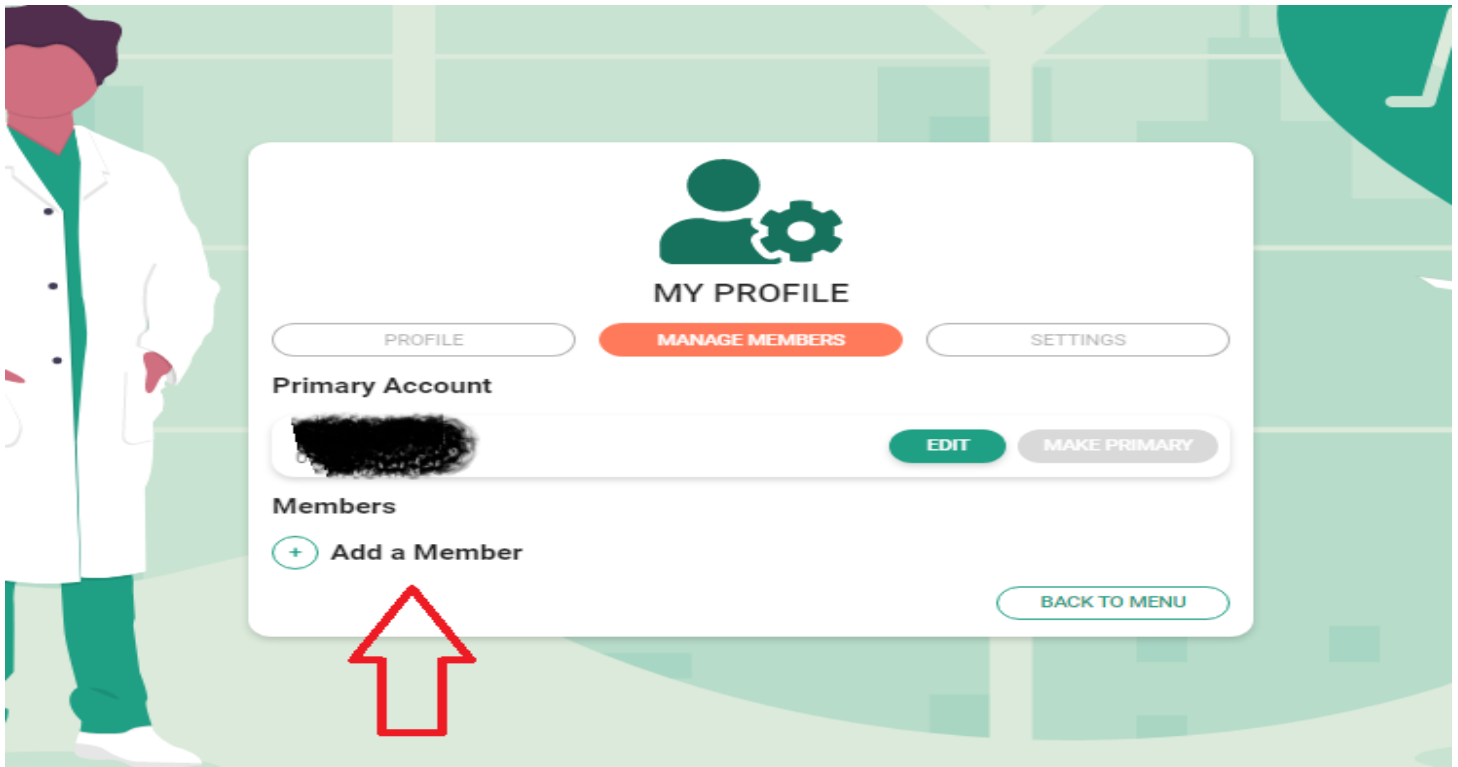 MY PROFILE
PROFILE MANAGE MEMBERS SETTINGS
Primary Account
EDIT MAKE PRIMARY
Members
+ Add a Member
BACK TO MENU